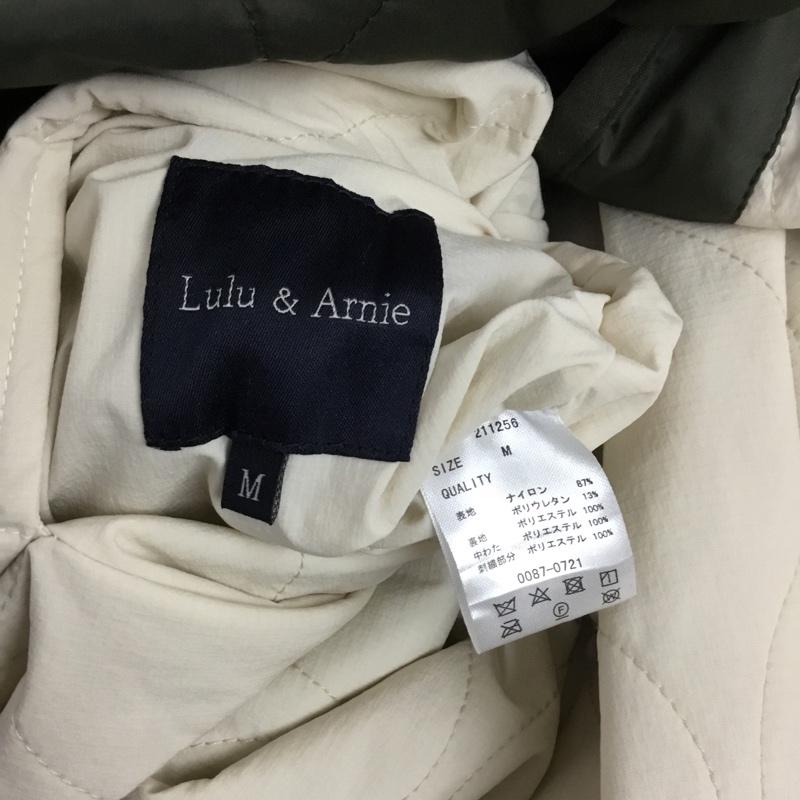 Lulu & Arnie
M
211256
SIZE M
QUALITY
表地 ナイロン 87%
ポリウレタン 13%
裏地 ポリエステル 100%
中わた ポリエステル 100%
刺繍部分 ポリエステル 100%
0087-0721
F
W